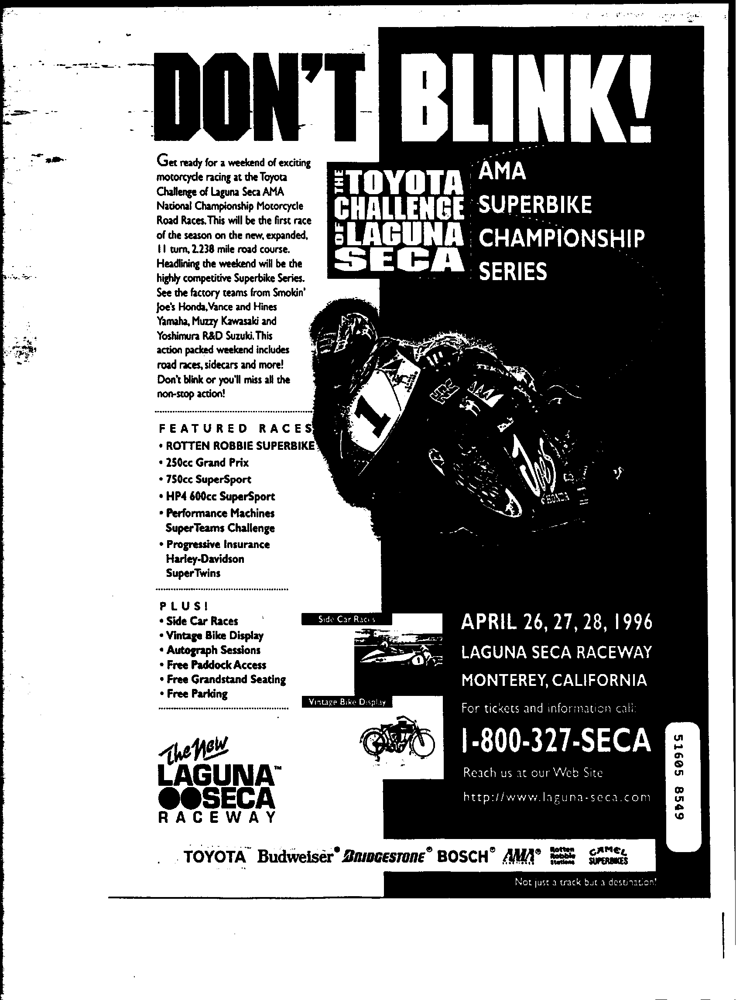 DON'T BLINK!
Get ready for a weekend of exciting
motorcycle racing at the Toyota
Challenge of Laguna Seca AMA
National Championship Motorcycle
Road Races. This will be the first race
of the season on the new, expanded,
11 turn, 2.238 mile road course.
Headlining the weekend will be the
highly competitive Superbike Series.
See the factory teams from Smokin'
Joe's Honda, Vance and Hines
Yamaha, Muzzy Kawasaki and
Yoshimura R&D Suzuki. This
action packed weekend includes
road races, sidecars and more!
Don't blink or you'll miss all the
non-stop action!
THE TOYOTA
CHALLENGE
OF LAGUNA
SECA
AMA
SUPERBIKE
CHAMPIONSHIP
SERIES
1
Joe's
HONDA
FEATURED RACES
• ROTTEN ROBBIE SUPERBIKE
• 250cc Grand Prix
• 750cc SuperSport
• HP4 600cc SuperSport
• Performance Machines
SuperTeams Challenge
• Progressive Insurance
Harley-Davidson
SuperTwins
PLUS!
• Side Car Races
• Vintage Bike Display
• Autograph Sessions
• Free Paddock Access
• Free Grandstand Seating
• Free Parking
Side Car Races
Vintage Bike Display
APRIL 26, 27, 28, 1996
LAGUNA SECA RACEWAY
MONTEREY, CALIFORNIA
For tickets and information call:
1-800-327-SECA
Reach us at our Web Site
http://www.laguna-seca.com
51605 8549
The New
LAGUNA™
SECA
RACEWAY
TOYOTA Budweiser® BRIDGESTONE® BOSCH® AMA® Rotten Robbie Stations CAMEL SUPERBIKES
Not just a track but a destination!